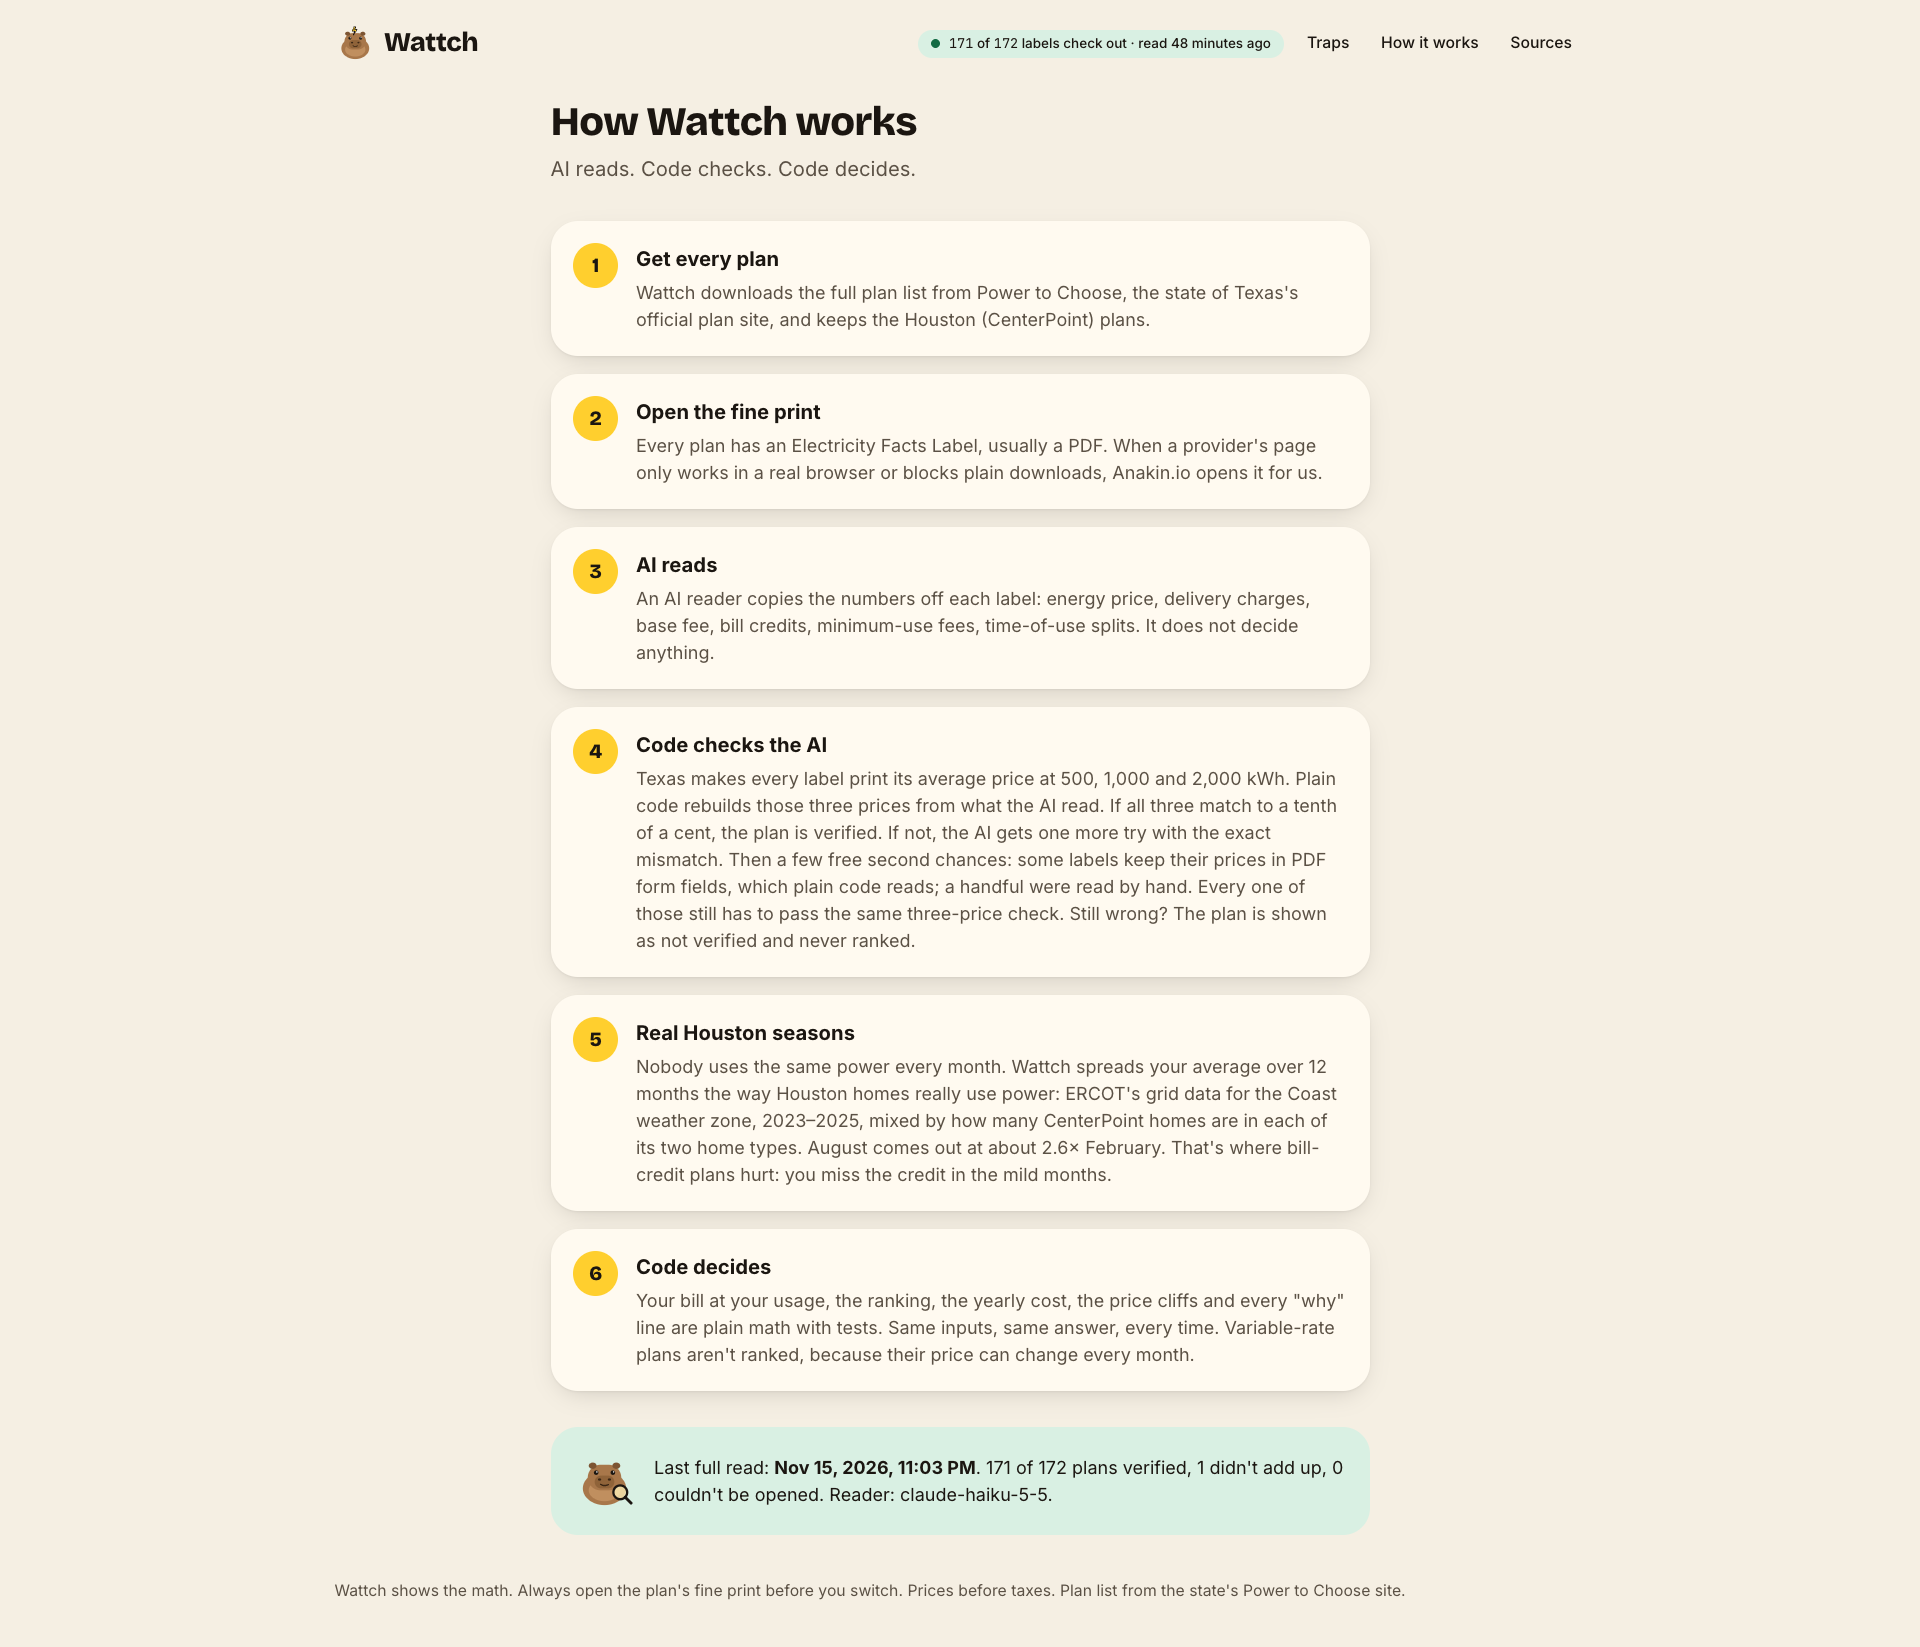 Wattch
171 of 172 labels check out · read 48 minutes ago
Traps
How it works
Sources
How Wattch works
AI reads. Code checks. Code decides.
1
Get every plan
Wattch downloads the full plan list from Power to Choose, the state of Texas's
official plan site, and keeps the Houston (CenterPoint) plans.
2
Open the fine print
Every plan has an Electricity Facts Label, usually a PDF. When a provider's page
only works in a real browser or blocks plain downloads, Anakin.io opens it for us.
3
AI reads
An AI reader copies the numbers off each label: energy price, delivery charges,
base fee, bill credits, minimum-use fees, time-of-use splits. It does not decide
anything.
4
Code checks the AI
Texas makes every label print its average price at 500, 1,000 and 2,000 kWh. Plain
code rebuilds those three prices from what the AI read. If all three match to a tenth
of a cent, the plan is verified. If not, the AI gets one more try with the exact
mismatch. Then a few free second chances: some labels keep their prices in PDF
form fields, which plain code reads; a handful were read by hand. Every one of
those still has to pass the same three-price check. Still wrong? The plan is shown
as not verified and never ranked.
5
Real Houston seasons
Nobody uses the same power every month. Wattch spreads your average over 12
months the way Houston homes really use power: ERCOT's grid data for the Coast
weather zone, 2023–2025, mixed by how many CenterPoint homes are in each of
its two home types. August comes out at about 2.6× February. That's where bill-
credit plans hurt: you miss the credit in the mild months.
6
Code decides
Your bill at your usage, the ranking, the yearly cost, the price cliffs and every "why"
line are plain math with tests. Same inputs, same answer, every time. Variable-rate
plans aren't ranked, because their price can change every month.
Last full read: Nov 15, 2026, 11:03 PM. 171 of 172 plans verified, 1 didn't add up, 0
couldn't be opened. Reader: claude-haiku-5-5.
Wattch shows the math. Always open the plan's fine print before you switch. Prices before taxes. Plan list from the state's Power to Choose site.